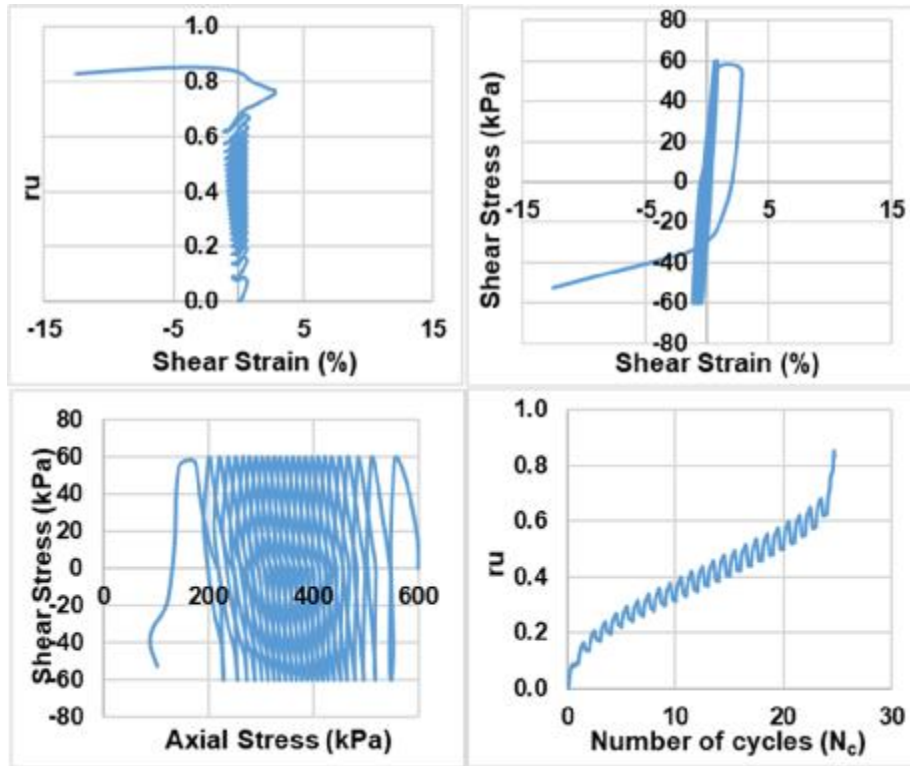 1.0
0.8
0.6
0.4
0.2
0.0
ru
-15 -5 5 15
Shear Strain (%)
80
60
40
20
0
-20
-40
-60
-80
Shear Stress (kPa)
-15 -5 5 15
Shear Strain (%)
80
60
40
20
0
-20
-40
-60
-80
Shear Stress (kPa)
0 200 400 600
Axial Stress (kPa)
1.0
0.8
0.6
0.4
0.2
0.0
ru
0 10 20 30
Number of cycles (Nc)